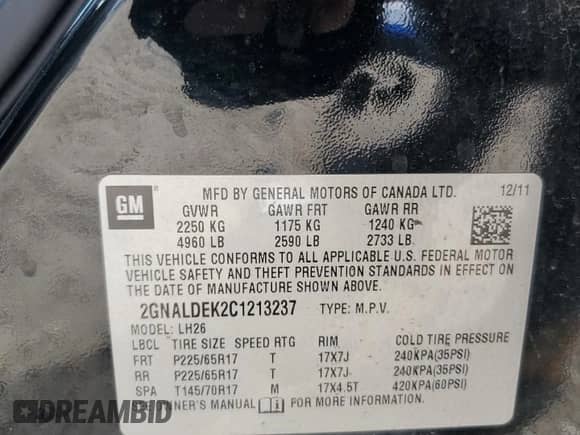 GM
MFD BY GENERAL MOTORS OF CANADA LTD. 12/11
GVWR GAWR FRT GAWR RR
2250 KG 1175 KG 1240 KG
4960 LB 2590 LB 2733 LB
THIS VEHICLE CONFORMS TO ALL APPLICABLE U.S. FEDERAL MOTOR
VEHICLE SAFETY AND THEFT PREVENTION STANDARDS IN EFFECT ON THE
DATE OF MANUFACTURE SHOWN ABOVE.
2GNALDEK2C1213237 TYPE: M.P.V.
MODEL: LH26
LBCL TIRE SIZE SPEED RTG RIM COLD TIRE PRESSURE
FRT P225/65R17 T 17X7J 240KPA(35PSI)
RR P225/65R17 T 17X7J 240KPA(35PSI)
SPA T145/70R17 M 17X4.5T 420KPA(60PSI)
OWNER'S MANUAL FOR MORE INFORMATION
DREAMBID